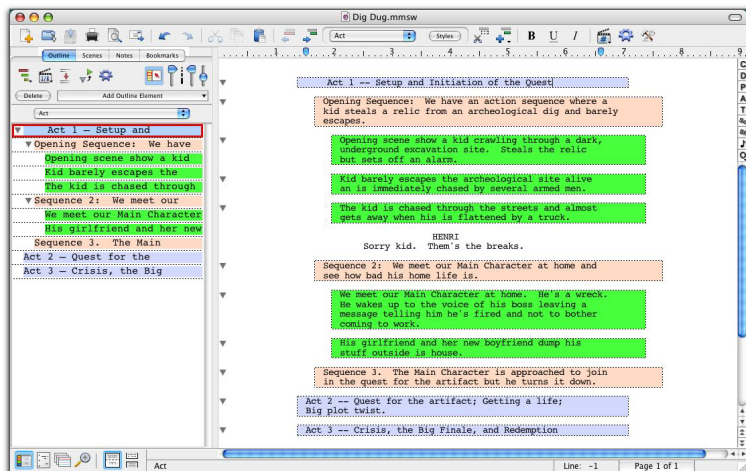 Dig Dug.mmsw
Act
Styles
B U I
Outline Scenes Notes Bookmarks
Delete Add Outline Element
Act
Act 1 — Setup and
Opening Sequence: We have
Opening scene show a kid
Kid barely escapes the
The kid is chased through
Sequence 2: We meet our
We meet our Main Character
His girlfriend and her new
Sequence 3. The Main
Act 2 — Quest for the
Act 3 — Crisis, the Big
1 2 3 4 5 6 7 8 9
Act 1 -- Setup and Initiation of the Quest
Opening Sequence: We have an action sequence where a
kid steals a relic from an archeological dig and barely
escapes.
Opening scene show a kid crawling through a dark,
underground excavation site. Steals the relic
but sets off an alarm.
Kid barely escapes the archeological site alive
an is immediately chased by several armed men.
The kid is chased through the streets and almost
gets away when his is flattened by a truck.
HENRI
Sorry kid. Them's the breaks.
Sequence 2: We meet our Main Character at home and
see how bad his home life is.
We meet our Main Character at home. He's a wreck.
He wakes up to the voice of his boss leaving a
message telling him he's fired and not to bother
coming to work.
His girlfriend and her new boyfriend dump his
stuff outside is house.
Sequence 3. The Main Character is approached to join
in the quest for the artifact but he turns it down.
Act 2 -- Quest for the artifact; Getting a life;
Big plot twist.
Act 3 -- Crisis, the Big Finale, and Redemption
C
D
P
A
T
Act
Line: -1 Page 1 of 1